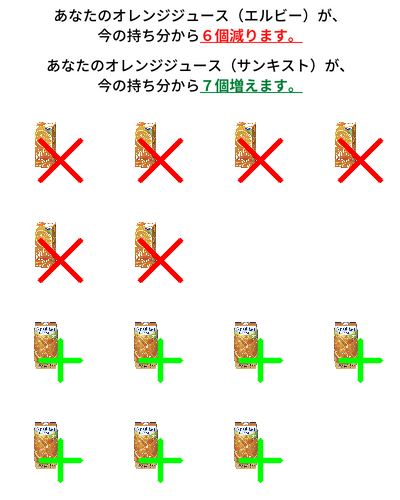 あなたのオレンジジュース（エルビー）が、
今の持ち分から６個減ります。
あなたのオレンジジュース（サンキスト）が、
今の持ち分から７個増えます。